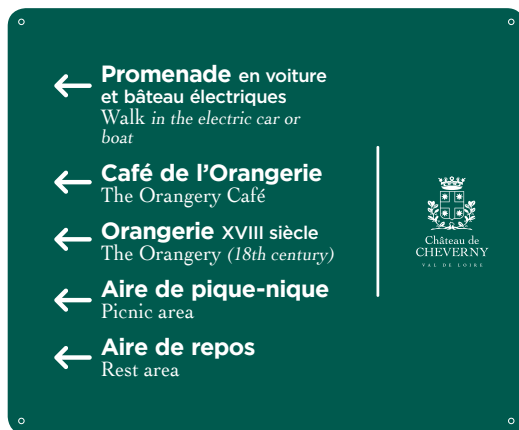 Promenade en voiture
et bâteau électriques
Walk in the electric car or
boat
Café de l'Orangerie
The Orangery Café
Orangerie XVIII siècle
The Orangery (18th century)
Aire de pique-nique
Picnic area
Aire de repos
Rest area
Château de
CHEVERNY
VAL DE LOIRE